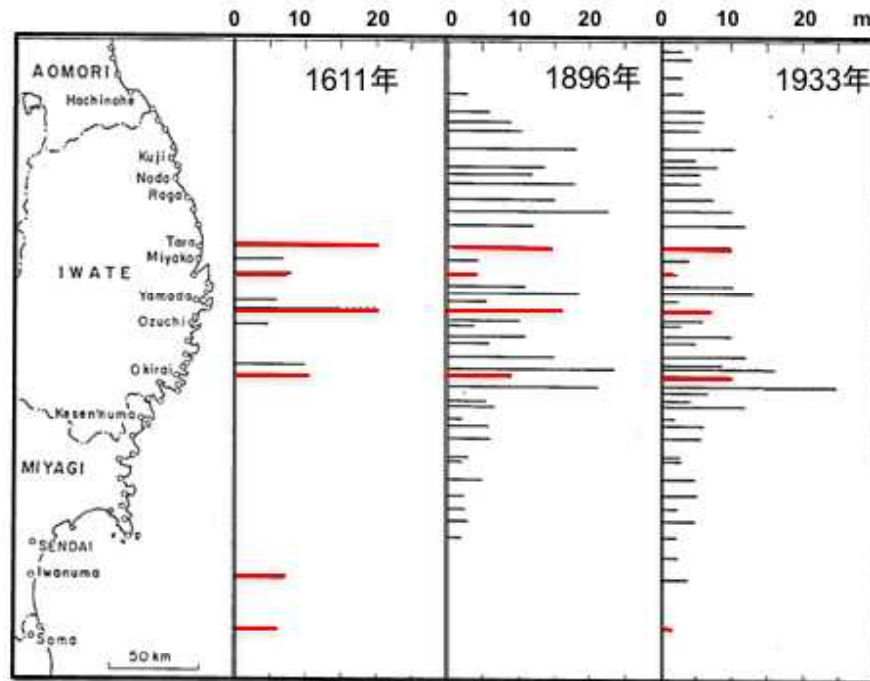 0 10 20 0 10 20 0 10 20 m
1611年 1896年 1933年
AOMORI
Hachinohe
Kuji
Noda
Ragai
Taro
Miyako
IWATE
Yamada
Ozuchi
Okirai
Kesen'numa
MIYAGI
SENDAI
Iwanuma
Soma
50 km